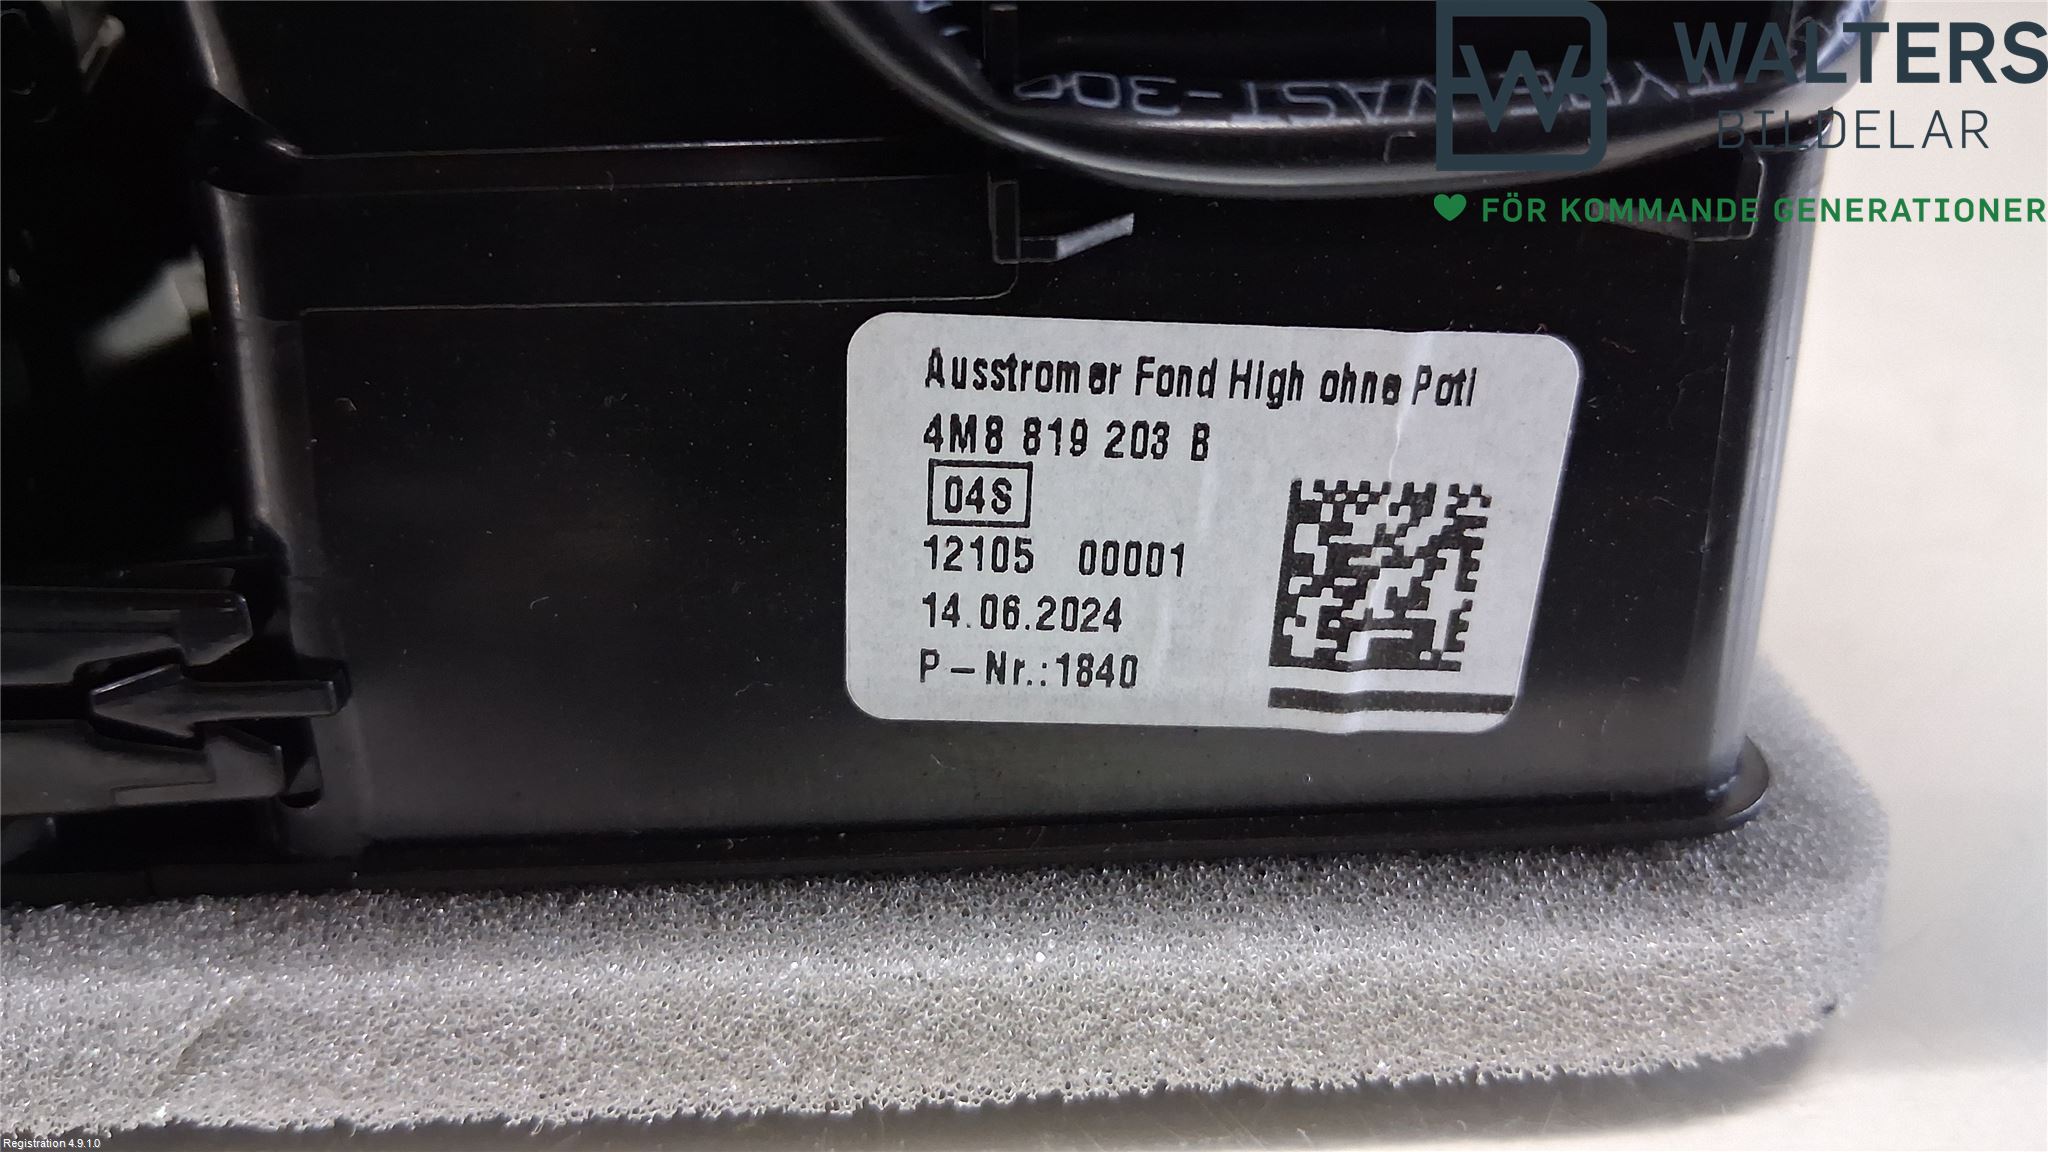 WALTERS
BILDELAR
FÖR KOMMANDE GENERATIONER
Ausstromer Fond High ohne Poti
4M8 819 203 B
04S
12105 00001
14.06.2024
P-Nr.:1840
Registration 4.9.1.0